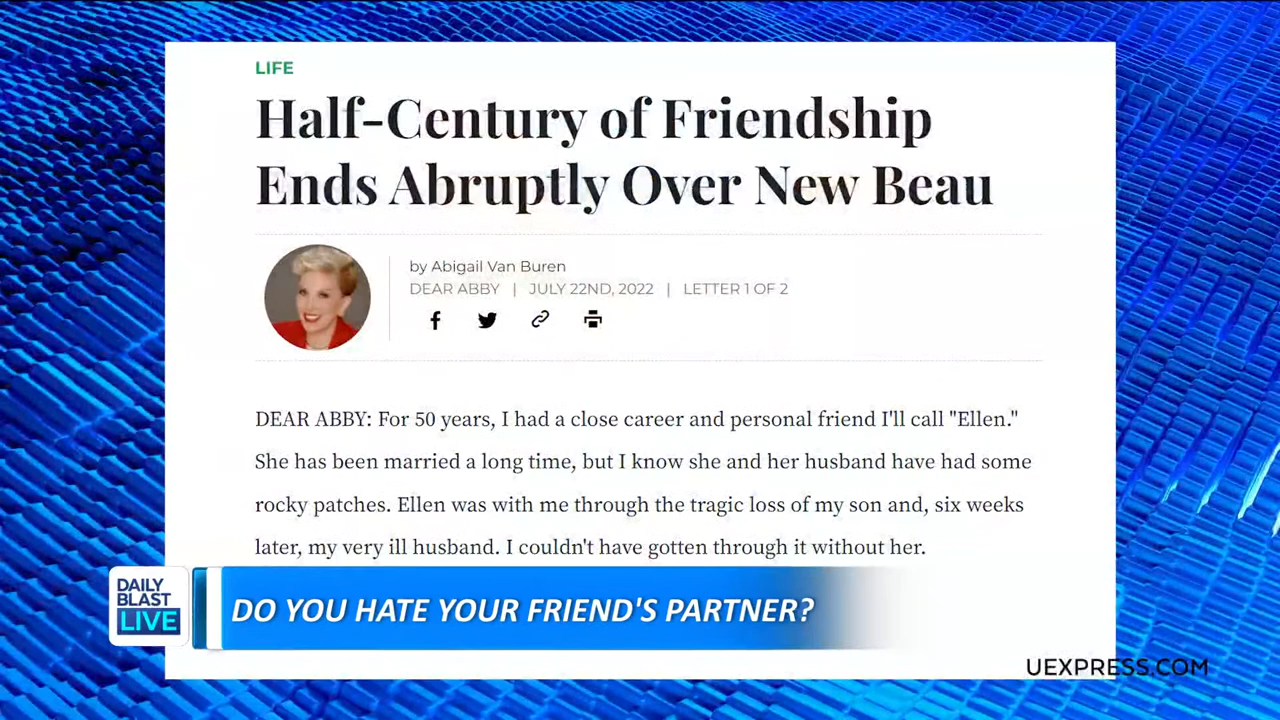 LIFE
Half-Century of Friendship
Ends Abruptly Over New Beau
by Abigail Van Buren
DEAR ABBY | JULY 22ND, 2022 | LETTER 1 OF 2
DEAR ABBY: For 50 years, I had a close career and personal friend I'll call "Ellen."
She has been married a long time, but I know she and her husband have had some
rocky patches. Ellen was with me through the tragic loss of my son and, six weeks
later, my very ill husband. I couldn't have gotten through it without her.
DAILY
BLAST
LIVE
DO YOU HATE YOUR FRIEND'S PARTNER?
UEXPRESS.COM